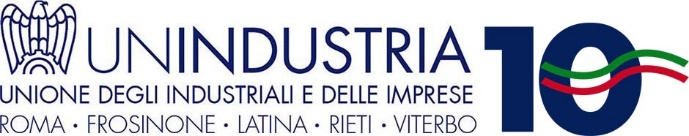 UNINDUSTRIA
UNIONE DEGLI INDUSTRIALI E DELLE IMPRESE
ROMA · FROSINONE · LATINA · RIETI · VITERBO
10